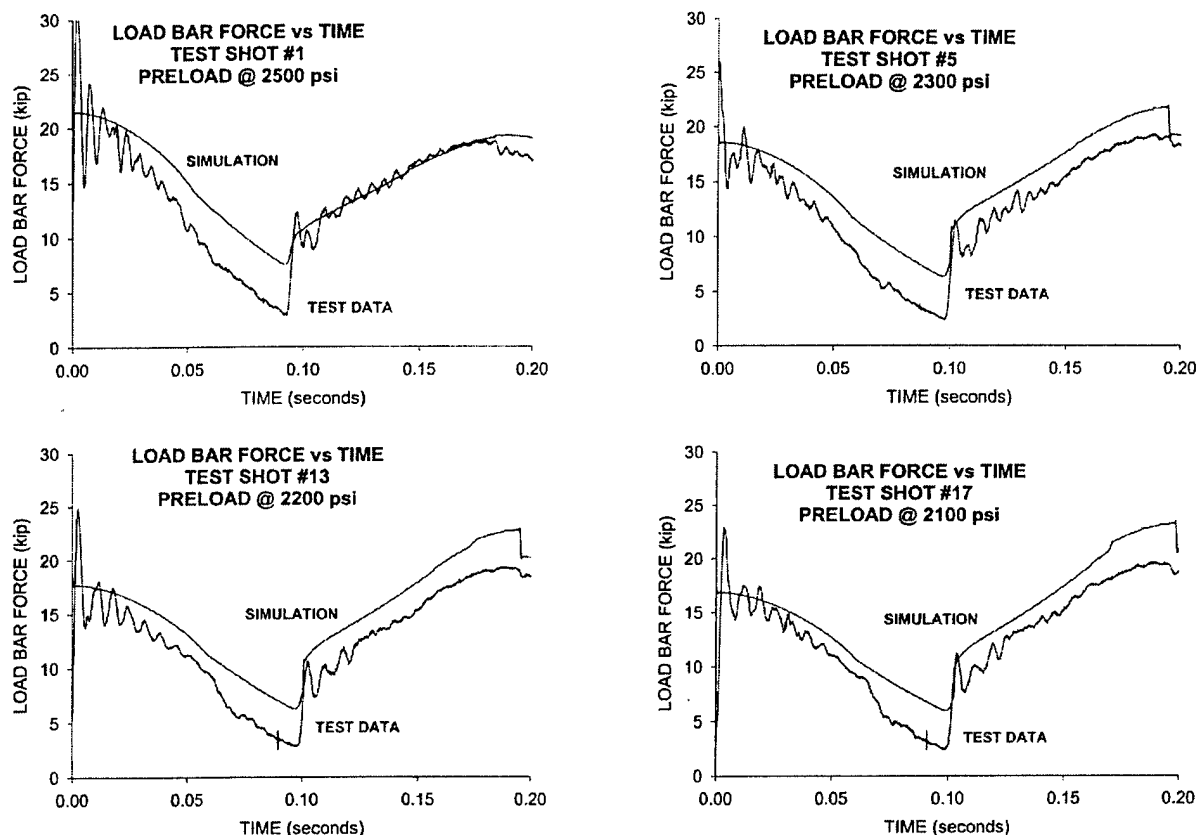 LOAD BAR FORCE vs TIME
TEST SHOT #1
PRELOAD @ 2500 psi
LOAD BAR FORCE (kip)
30
25
20
15
10
5
0
SIMULATION
TEST DATA
0.00 0.05 0.10 0.15 0.20
TIME (seconds)
LOAD BAR FORCE vs TIME
TEST SHOT #5
PRELOAD @ 2300 psi
LOAD BAR FORCE (kip)
30
25
20
15
10
5
0
SIMULATION
TEST DATA
0.00 0.05 0.10 0.15 0.20
TIME (seconds)
LOAD BAR FORCE vs TIME
TEST SHOT #13
PRELOAD @ 2200 psi
LOAD BAR FORCE (kip)
30
25
20
15
10
5
0
SIMULATION
TEST DATA
0.00 0.05 0.10 0.15 0.20
TIME (seconds)
LOAD BAR FORCE vs TIME
TEST SHOT #17
PRELOAD @ 2100 psi
LOAD BAR FORCE (kip)
30
25
20
15
10
5
0
SIMULATION
TEST DATA
0.00 0.05 0.10 0.15 0.20
TIME (seconds)